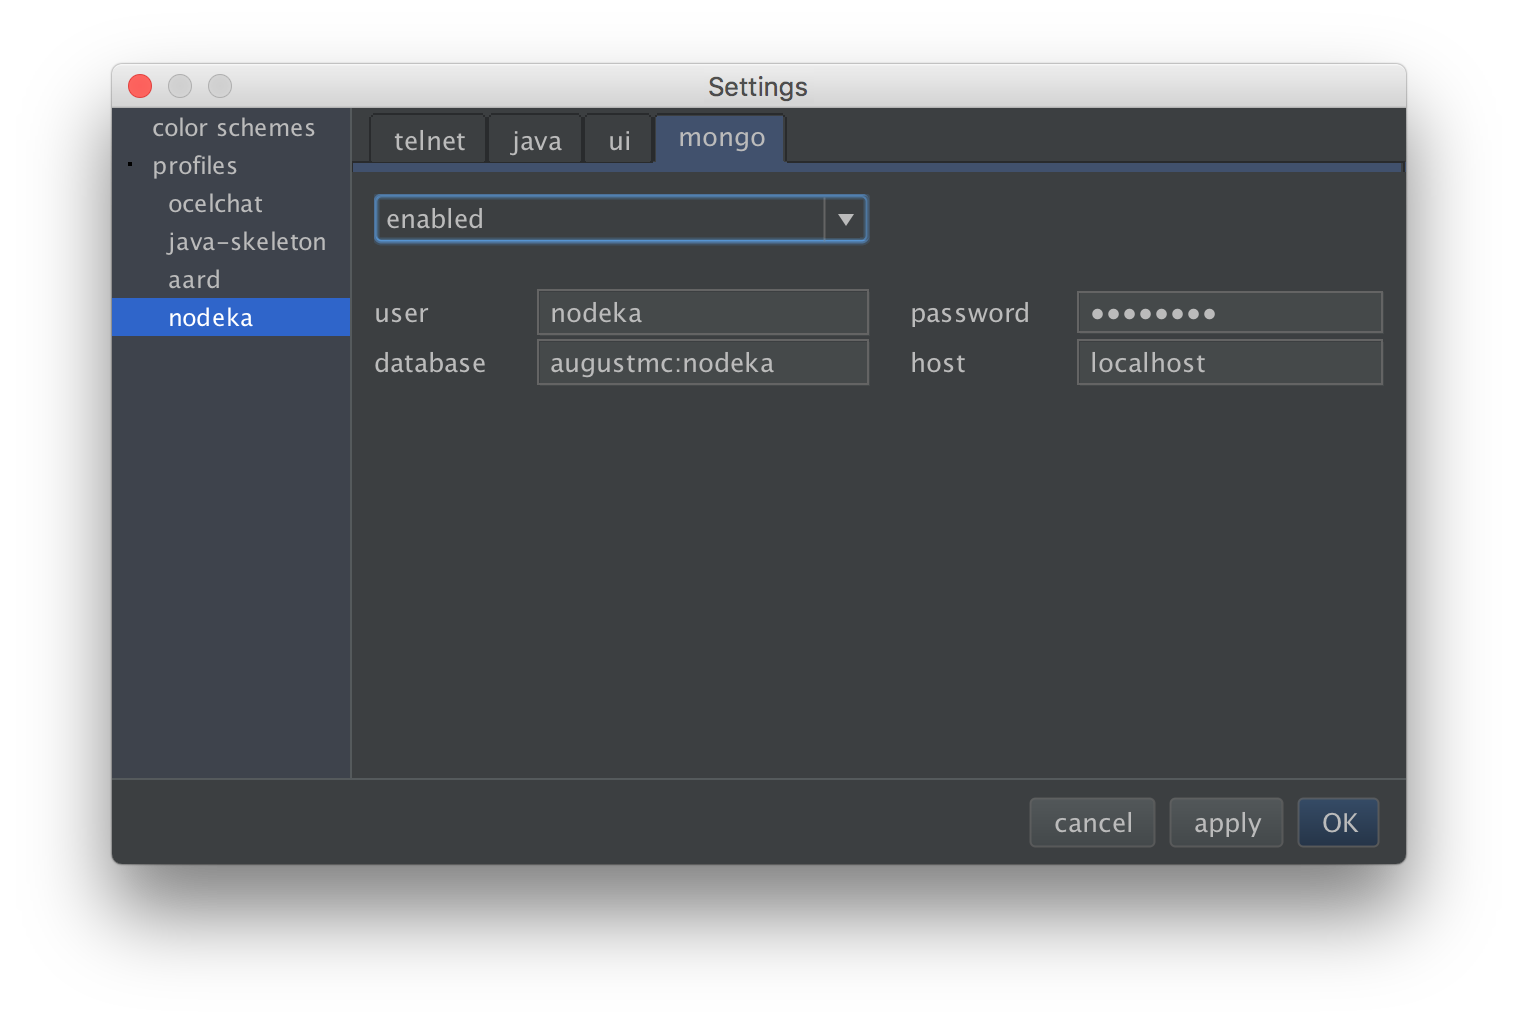 Settings
color schemes
profiles
ocelchat
java-skeleton
aard
nodeka
telnet java ui mongo
enabled
user nodeka password ●●●●●●●●
database augustmc:nodeka host localhost
cancel apply OK